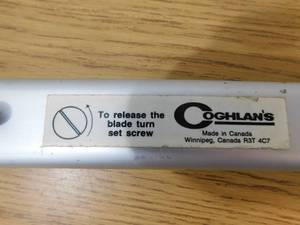 To release the
blade turn
set screw
COGHLAN'S
Made in Canada
Winnipeg, Canada R3T 4C7